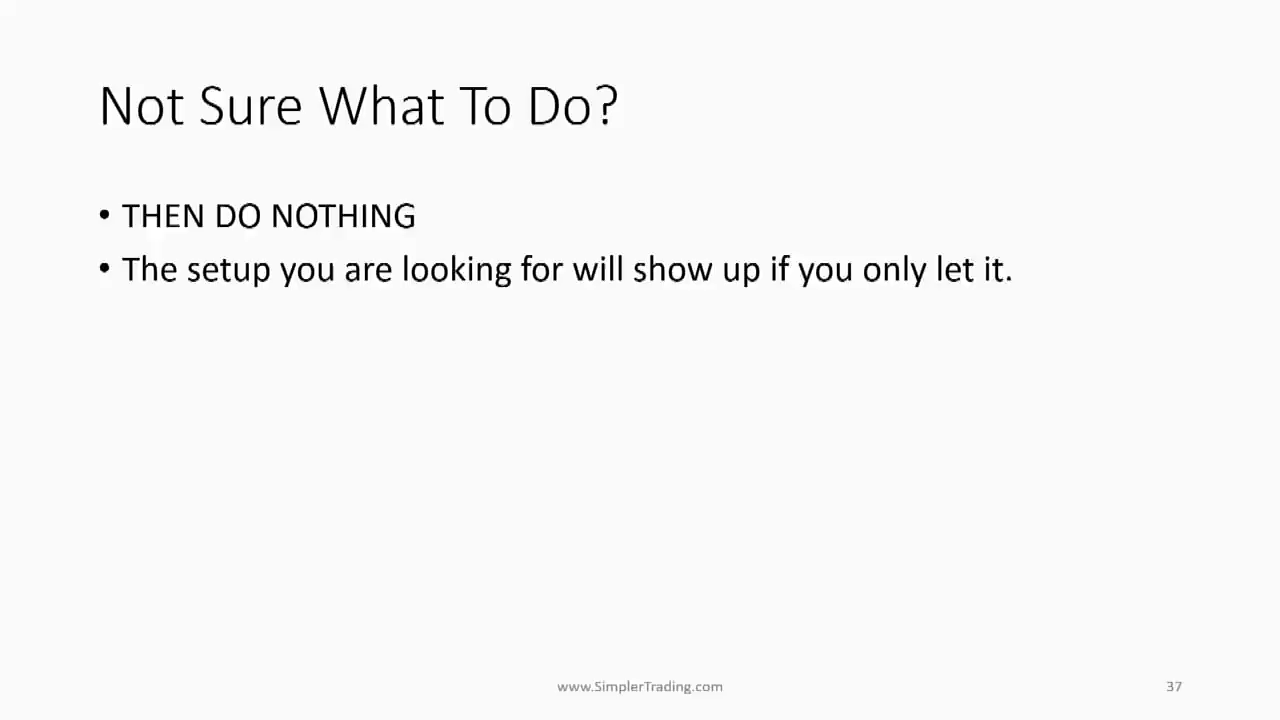 Not Sure What To Do?
• THEN DO NOTHING
• The setup you are looking for will show up if you only let it.
www.SimplerTrading.com
37